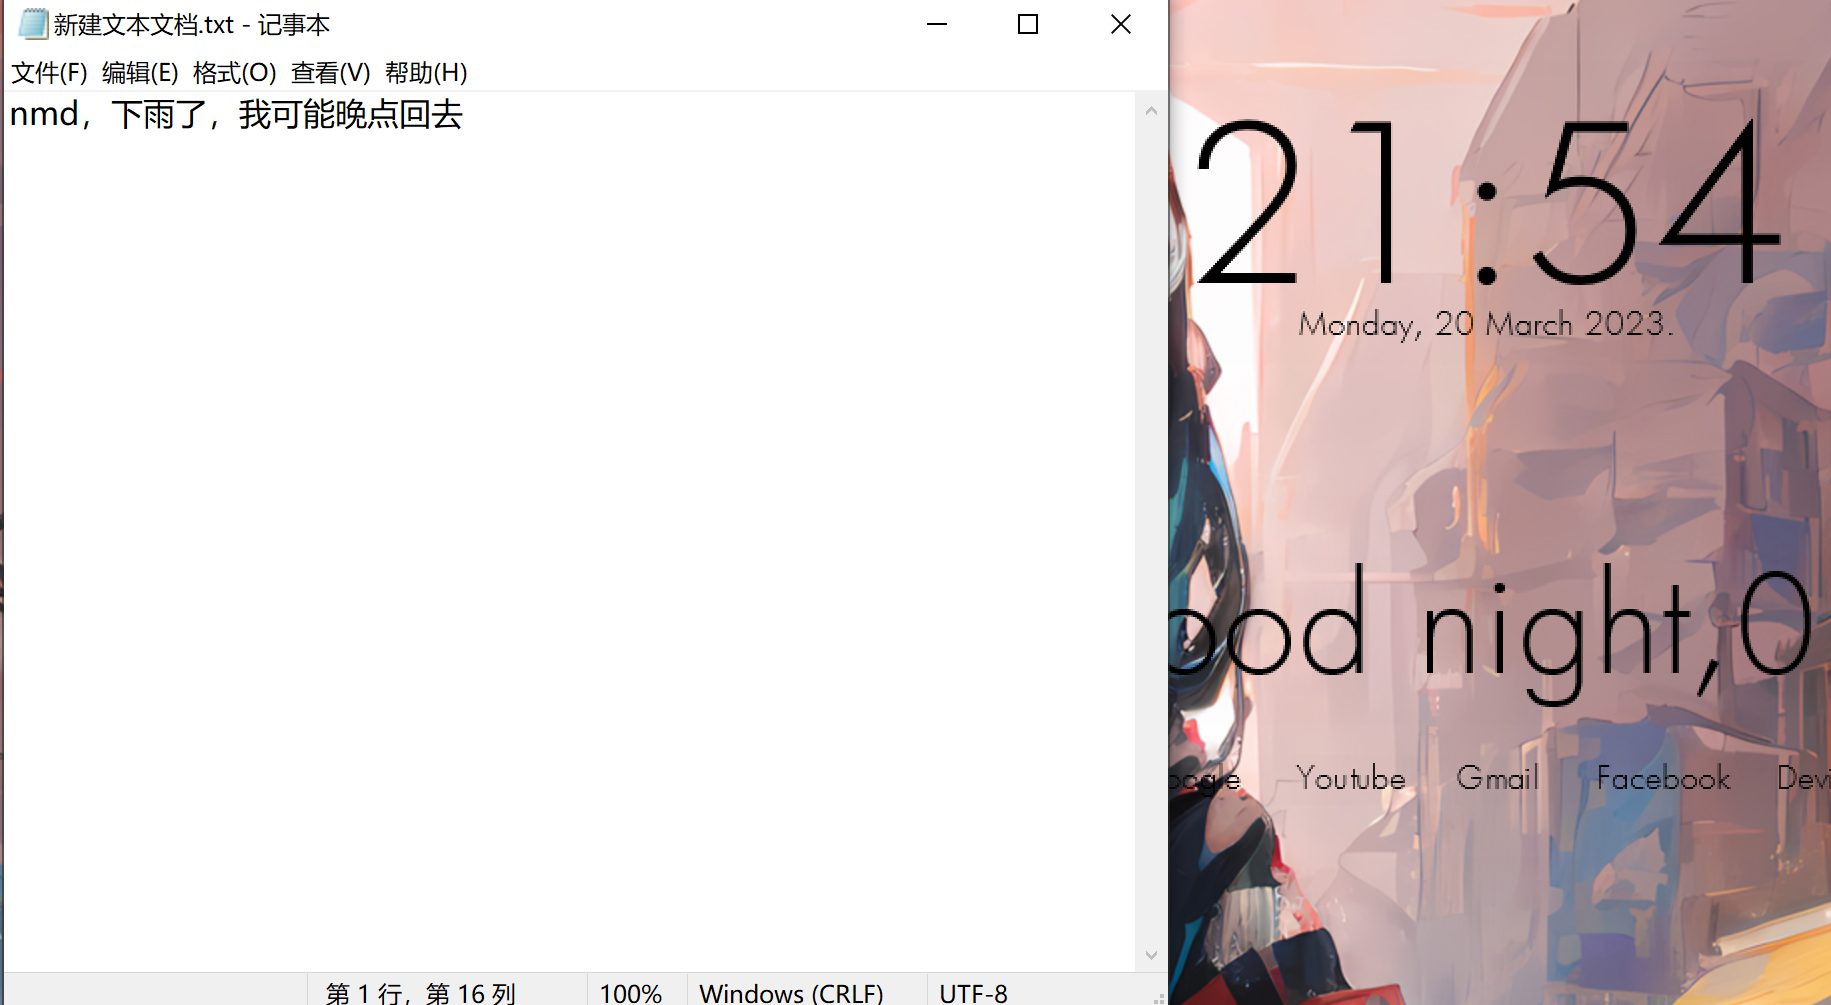 新建文本文档.txt - 记事本
文件(F) 编辑(E) 格式(O) 查看(V) 帮助(H)
nmd，下雨了，我可能晚点回去
第 1 行，第 16 列 100% Windows (CRLF) UTF-8
21:54
Monday, 20 March 2023.
ood night,0
oogle Youtube Gmail Facebook Devi